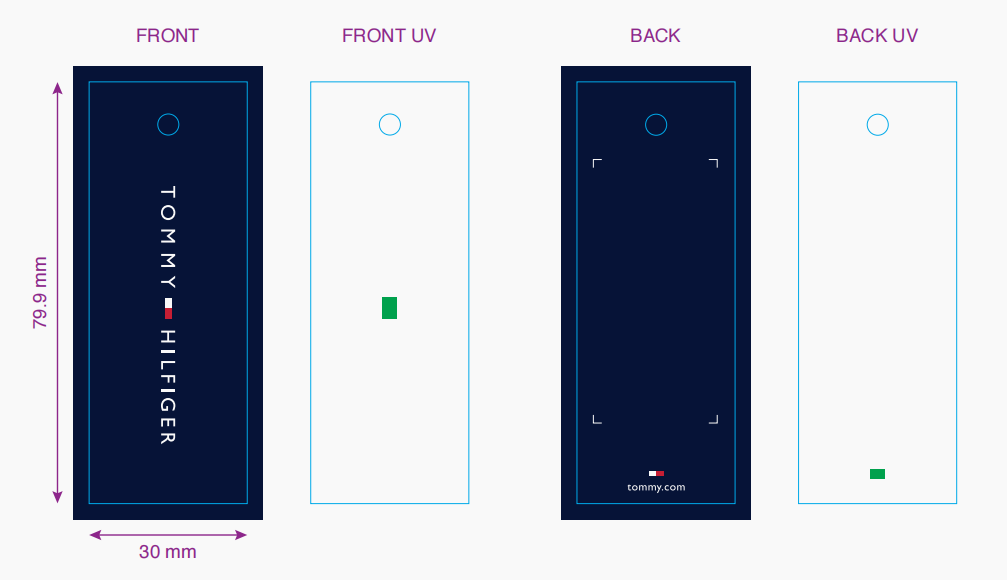 FRONT
FRONT UV
BACK
BACK UV
79.9 mm
TOMMY HILFIGER
tommy.com
30 mm